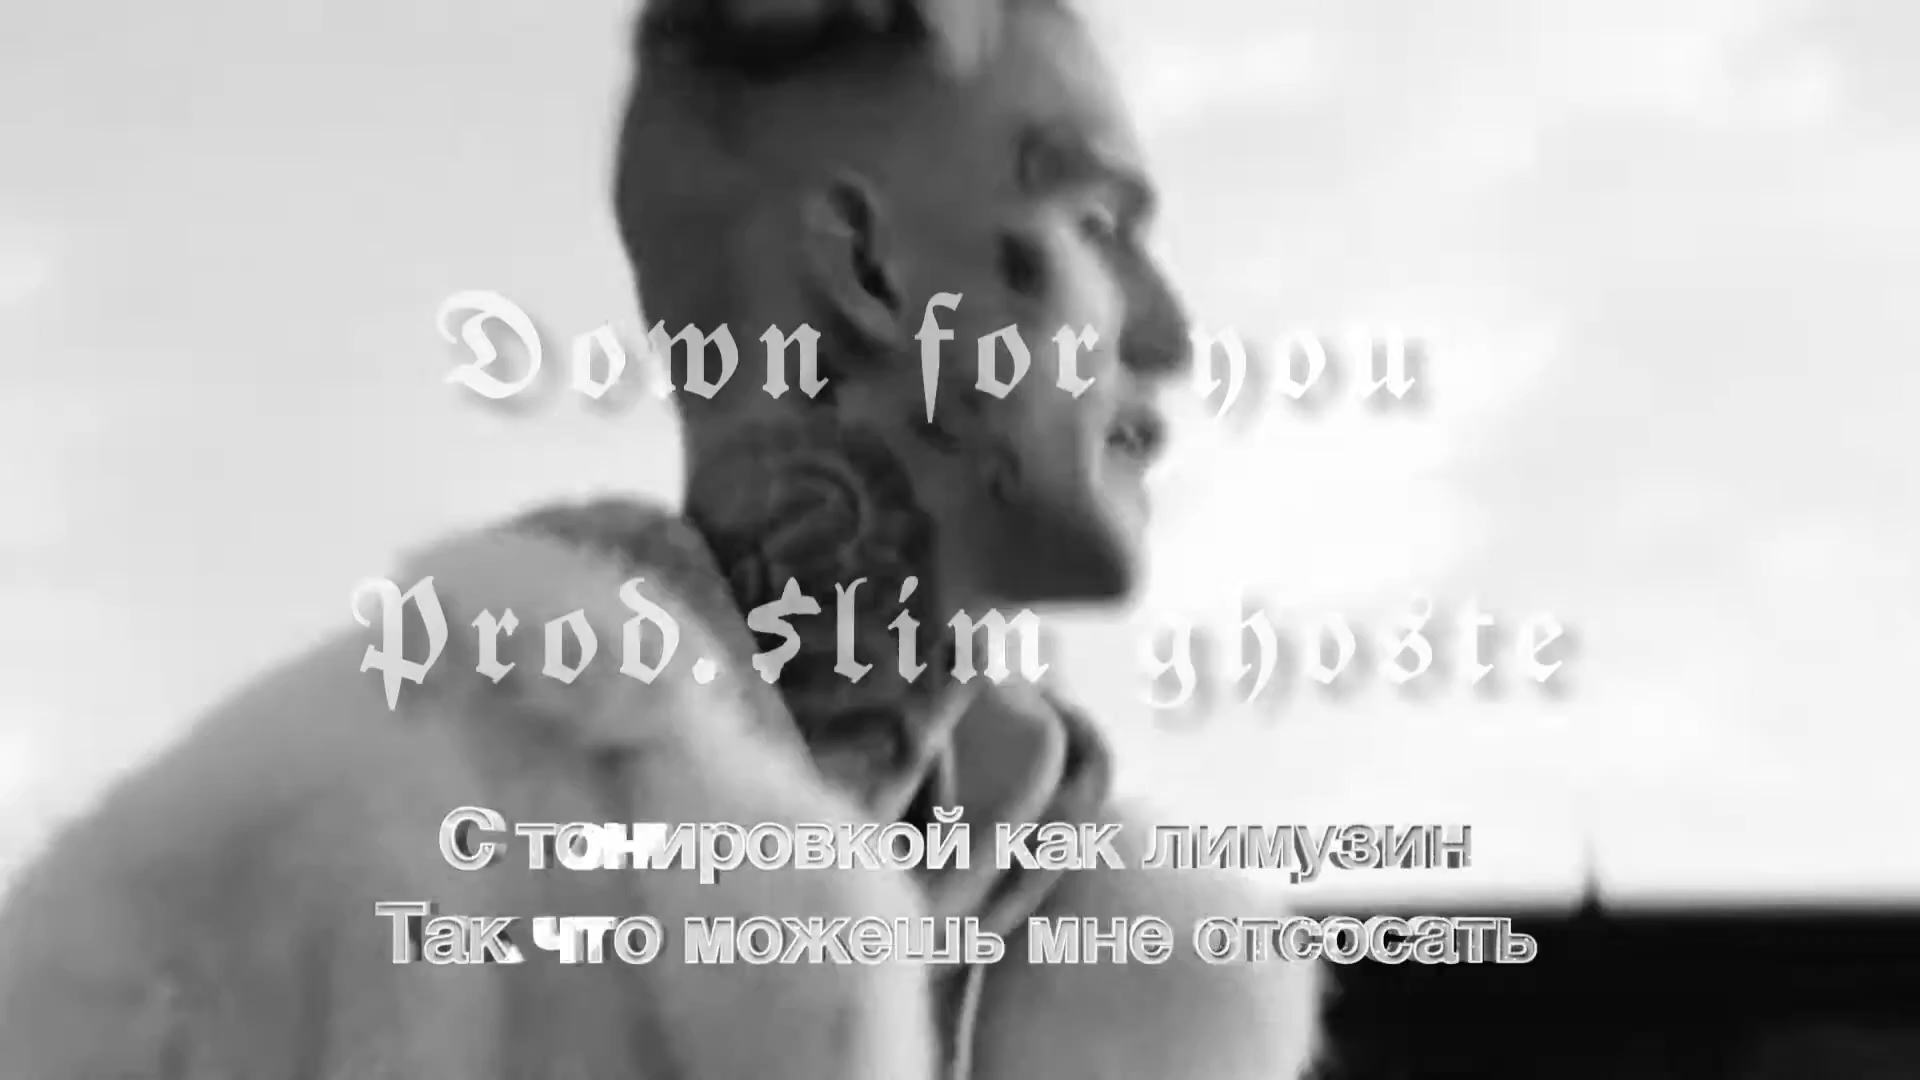 Down for you
Prod.$lim ghoste
С тонировкой как лимузин
Так что можешь мне отсосать